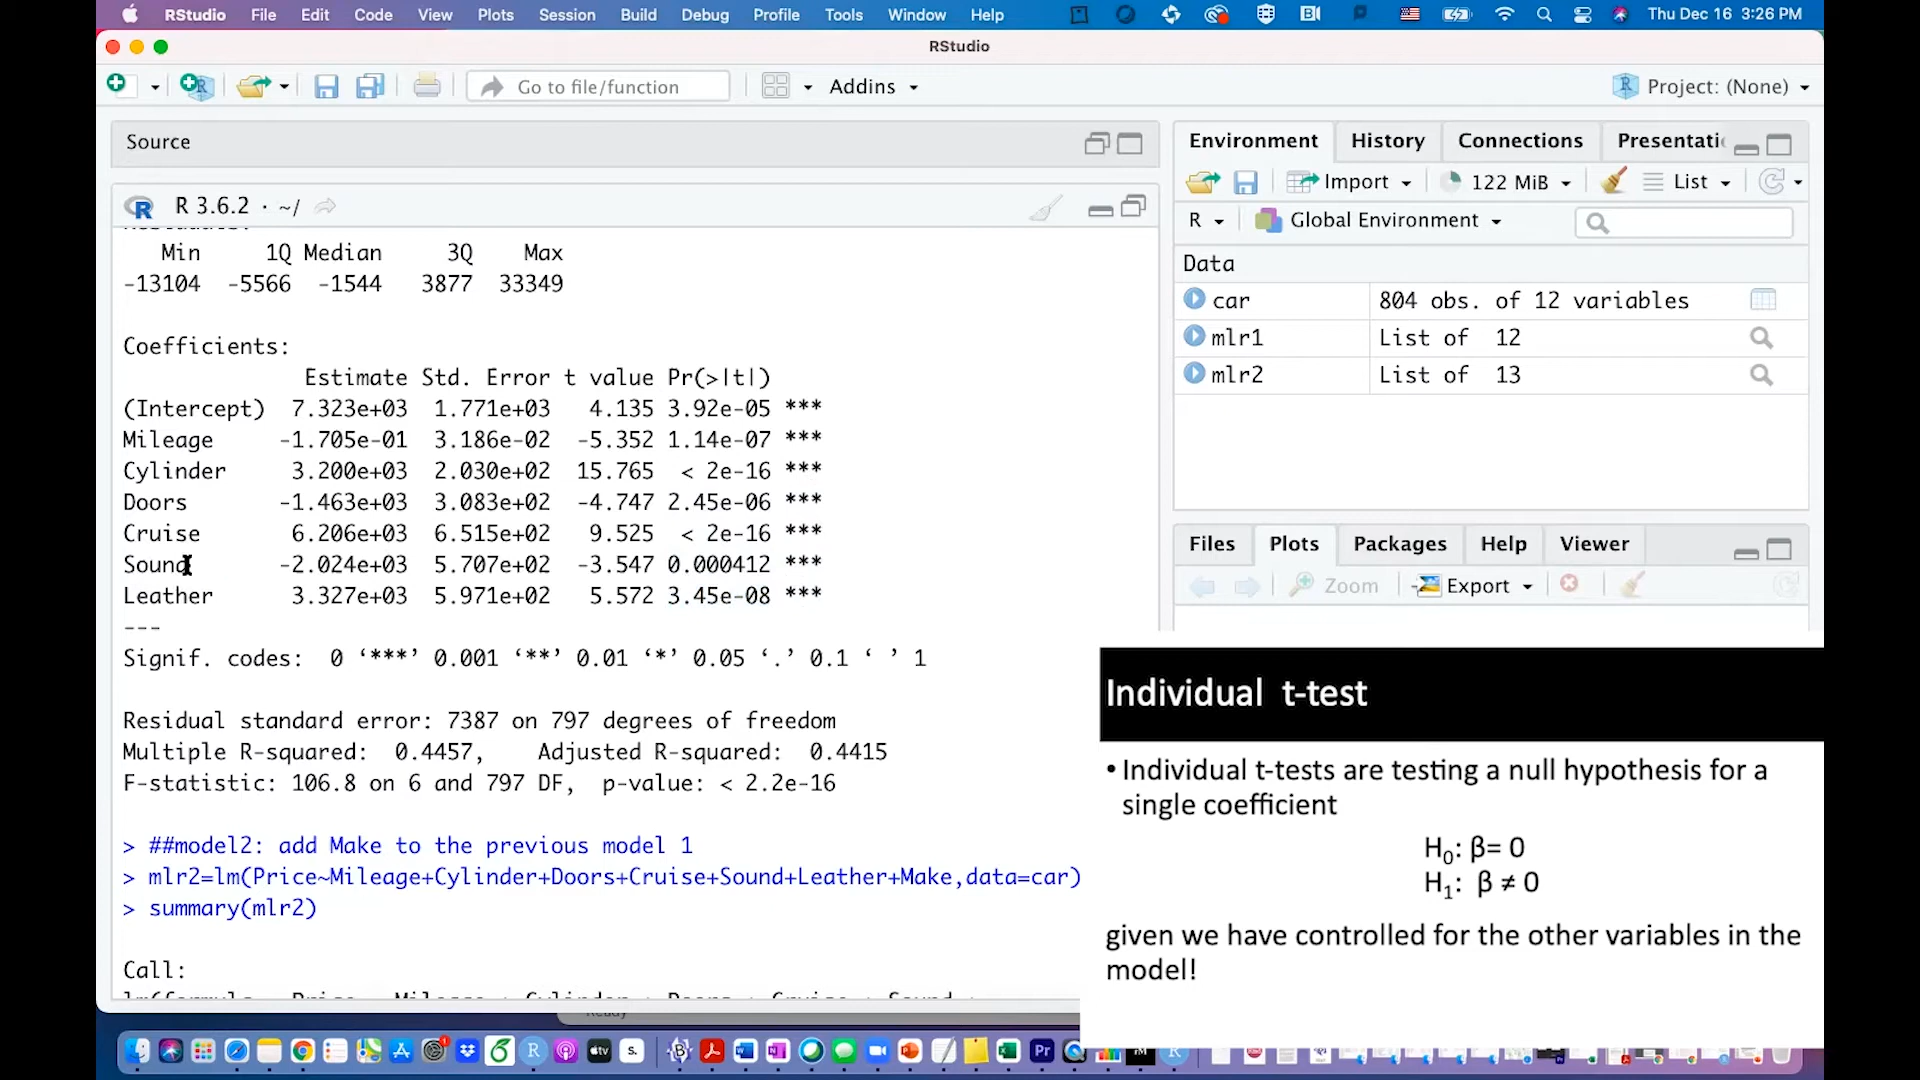 RStudio File Edit Code View Plots Session Build Debug Profile Tools Window Help Thu Dec 16 3:26 PM
RStudio
Go to file/function Addins Project: (None)
Source
R 3.6.2 · ~/
Min 1Q Median 3Q Max
-13104 -5566 -1544 3877 33349
Coefficients:
Estimate Std. Error t value Pr(>|t|)
(Intercept) 7.323e+03 1.771e+03 4.135 3.92e-05 ***
Mileage -1.705e-01 3.186e-02 -5.352 1.14e-07 ***
Cylinder 3.200e+03 2.030e+02 15.765 < 2e-16 ***
Doors -1.463e+03 3.083e+02 -4.747 2.45e-06 ***
Cruise 6.206e+03 6.515e+02 9.525 < 2e-16 ***
Sound -2.024e+03 5.707e+02 -3.547 0.000412 ***
Leather 3.327e+03 5.971e+02 5.572 3.45e-08 ***
---
Signif. codes: 0 ‘***’ 0.001 ‘**’ 0.01 ‘*’ 0.05 ‘.’ 0.1 ‘ ’ 1
Residual standard error: 7387 on 797 degrees of freedom
Multiple R-squared: 0.4457, Adjusted R-squared: 0.4415
F-statistic: 106.8 on 6 and 797 DF, p-value: < 2.2e-16
> ##model2: add Make to the previous model 1
> mlr2=lm(Price~Mileage+Cylinder+Doors+Cruise+Sound+Leather+Make,data=car)
> summary(mlr2)
Call:
Environment History Connections Presentati
Import 122 MiB List
R Global Environment
Data
car 804 obs. of 12 variables
mlr1 List of 12
mlr2 List of 13
Files Plots Packages Help Viewer
Zoom Export
Individual t-test
• Individual t-tests are testing a null hypothesis for a
single coefficient
H₀: β= 0
H₁: β ≠ 0
given we have controlled for the other variables in the
model!